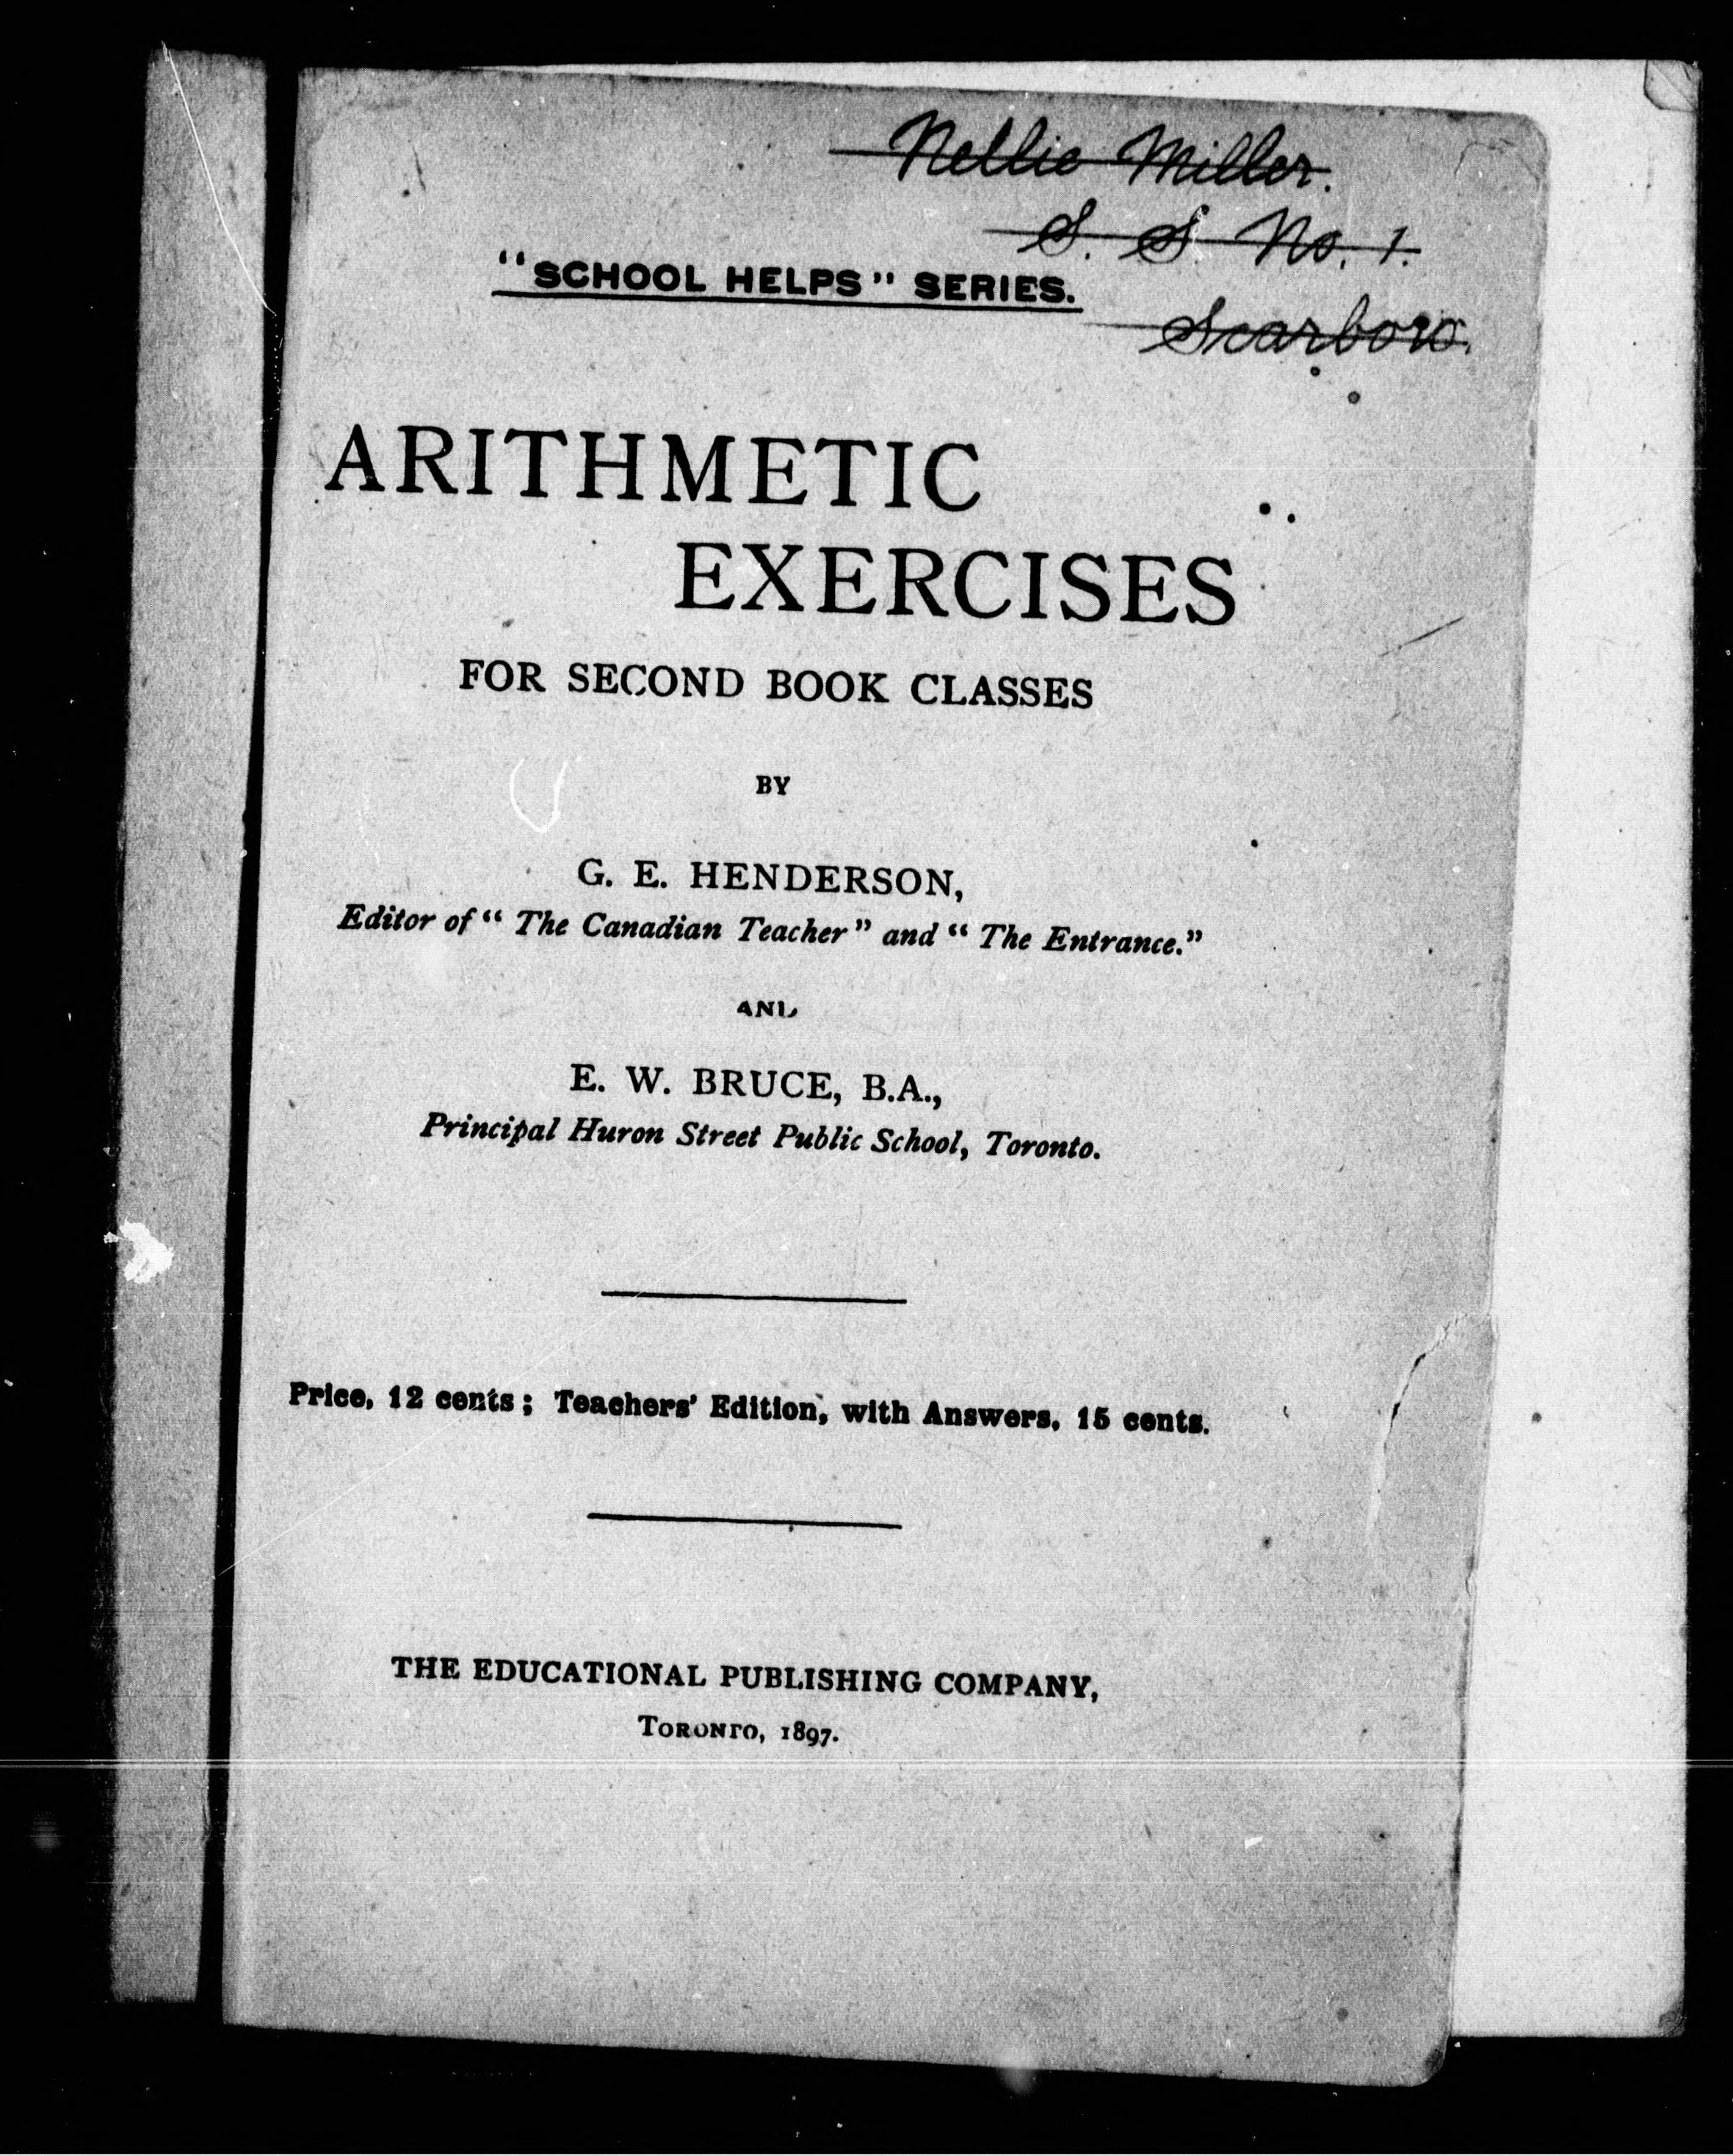 Nellie Miller.
S. S. No. 1.
Scarboro.
"SCHOOL HELPS" SERIES.
ARITHMETIC
EXERCISES
FOR SECOND BOOK CLASSES
BY
G. E. HENDERSON,
Editor of "The Canadian Teacher" and "The Entrance."
AND
E. W. BRUCE, B.A.,
Principal Huron Street Public School, Toronto.
Price, 12 cents; Teachers' Edition, with Answers, 15 cents.
THE EDUCATIONAL PUBLISHING COMPANY,
TORONTO, 1897.